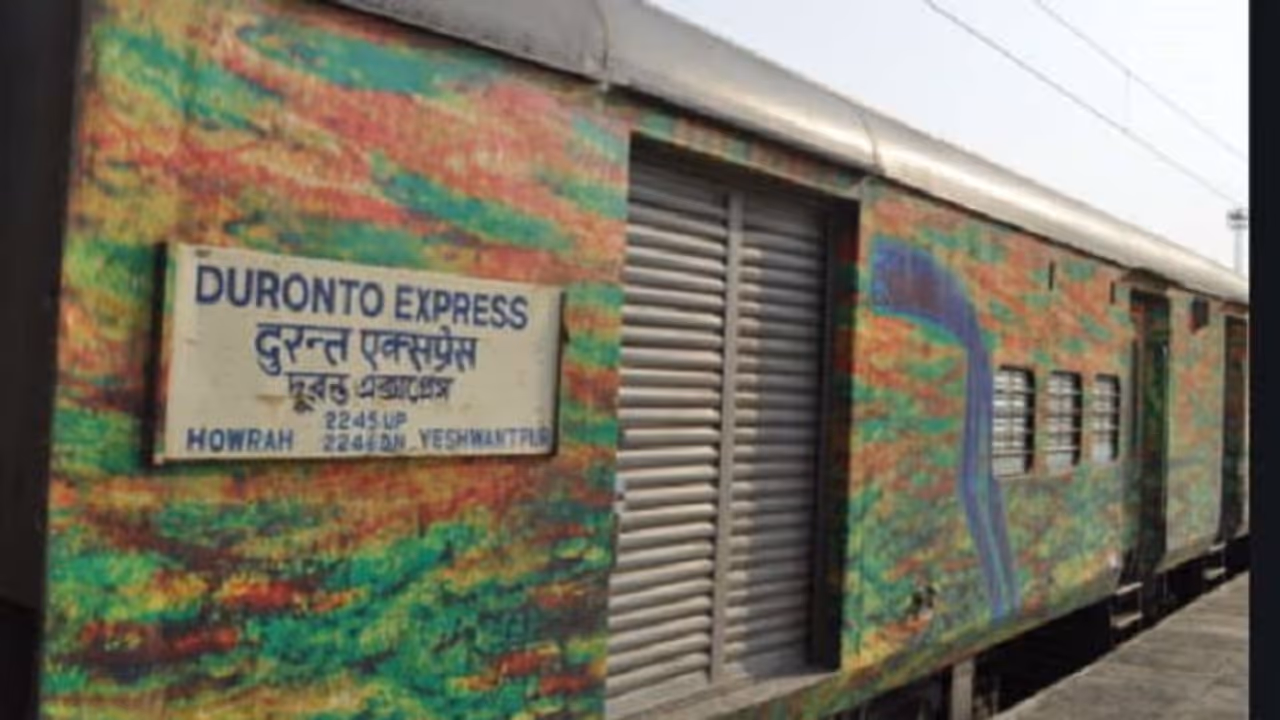 DURONTO EXPRESS
दुरन्त एक्सप्रेस
দুরন্ত এক্সপ্রেস
2245 UP
HOWRAH 2246 DN YESHWANTPUR